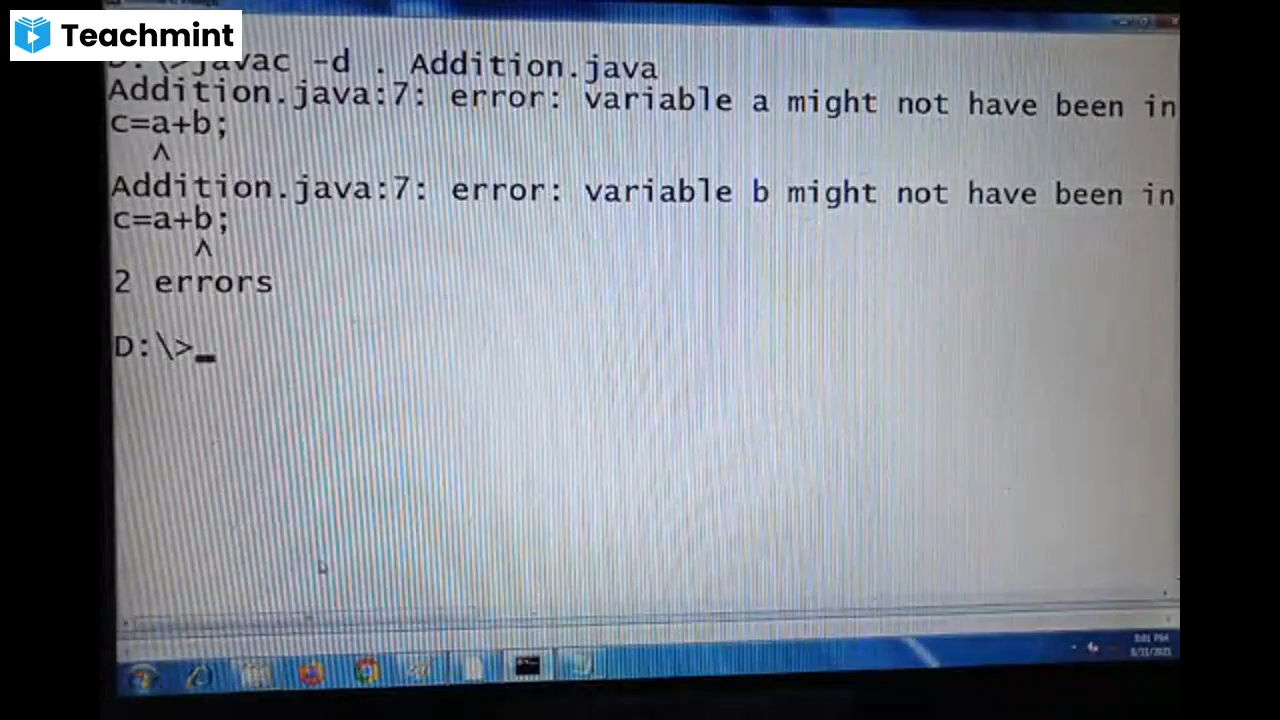 Teachmint
D:\>javac -d . Addition.java
Addition.java:7: error: variable a might not have been in
c=a+b;
^
Addition.java:7: error: variable b might not have been in
c=a+b;
^
2 errors
D:\>_